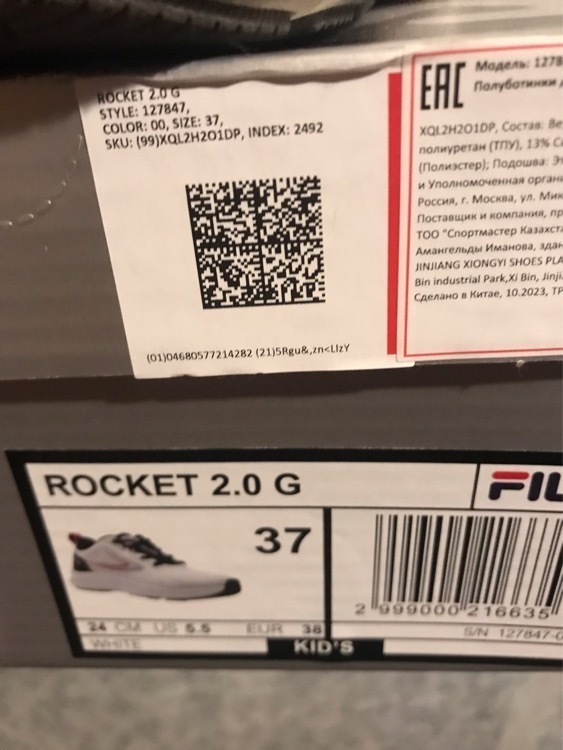 ROCKET 2.0 G
STYLE: 127847,
COLOR: 00, SIZE: 37,
SKU: (99)XQL2H2O1DP, INDEX: 2492
(01)04680577214282 (21)5Rgu&,zn<LIzY
EAC
Модель: 1278
Полуботинки
XQL2H2O1DP, Состав: Ве
полиуретан (ТПУ), 13% С
(Полиэстер); Подошва: Э
и Уполномоченная орган
Россия, г. Москва, ул. Мик
Поставщик и компания, пр
ТОО "Спортмастер Казахст
Амангельды Иманова, здан
JINJIANG XIONGYI SHOES PLA
Bin industrial Park,Xi Bin, Jinji
Сделано в Китае, 10.2023, ТР
ROCKET 2.0 G
FIL
37
24 CM US 5.5 EUR 38
WHITE
KID'S
2 999000 216635
S/N 127847-0